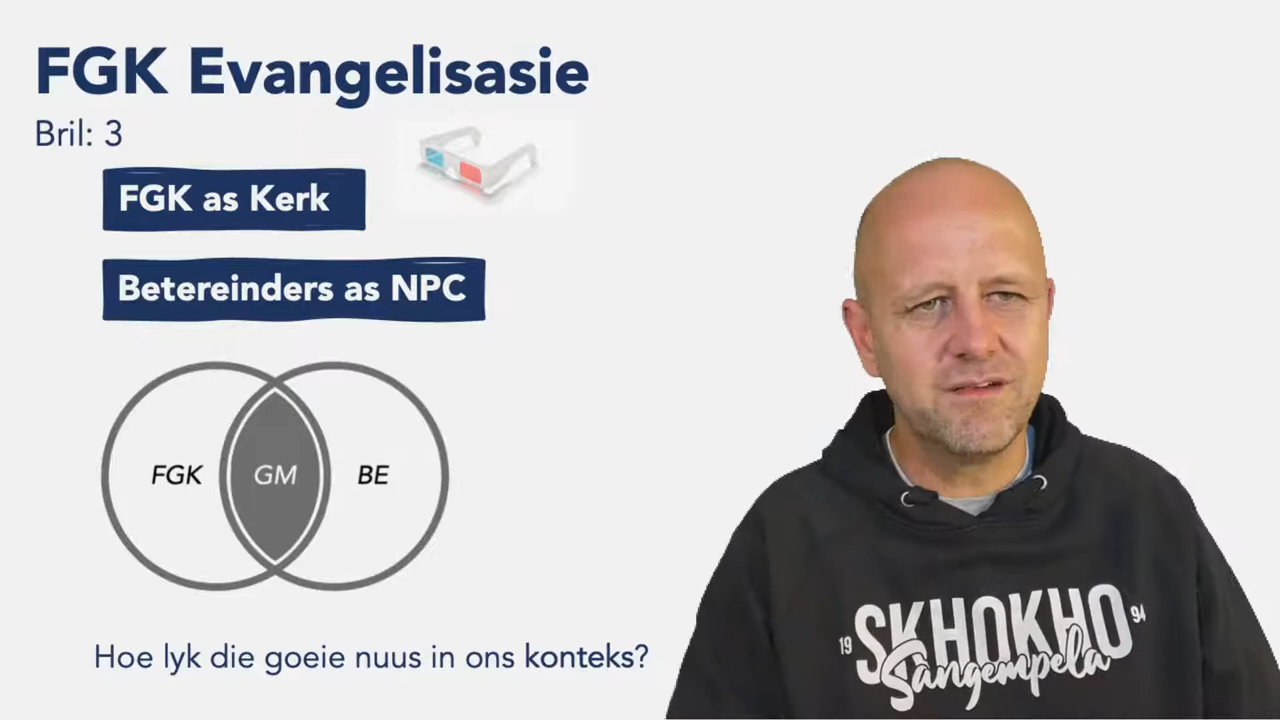 FGK Evangelisasie
Bril: 3
FGK as Kerk
Betereinders as NPC
FGK
GM
BE
Hoe lyk die goeie nuus in ons konteks?
19 SKHOKHO 94
Sangempela